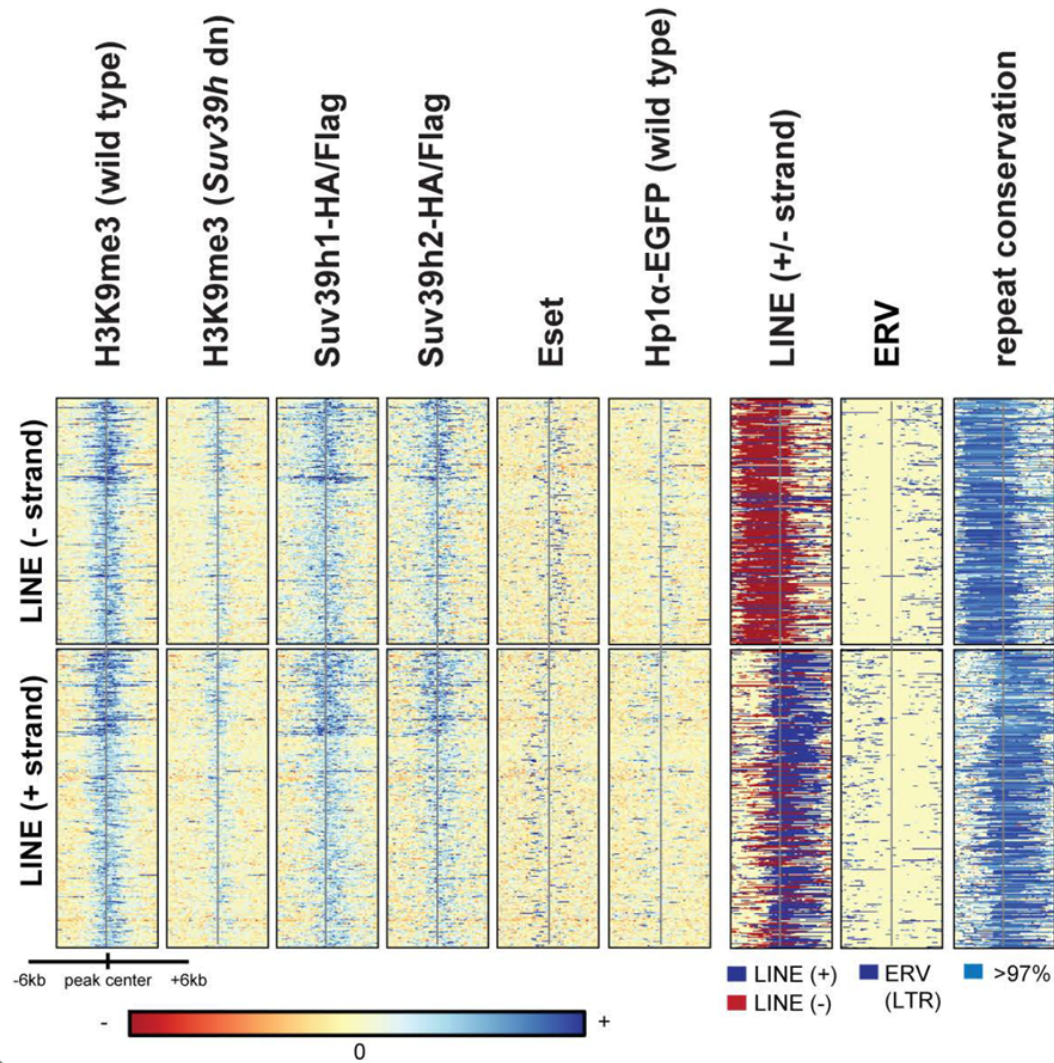 H3K9me3 (wild type)
H3K9me3 (Suv39h dn)
Suv39h1-HA/Flag
Suv39h2-HA/Flag
Eset
Hp1α-EGFP (wild type)
LINE (+/- strand)
ERV
repeat conservation
LINE (- strand)
LINE (+ strand)
-6kb peak center +6kb
LINE (+)
LINE (-)
ERV
(LTR)
>97%
- +
0